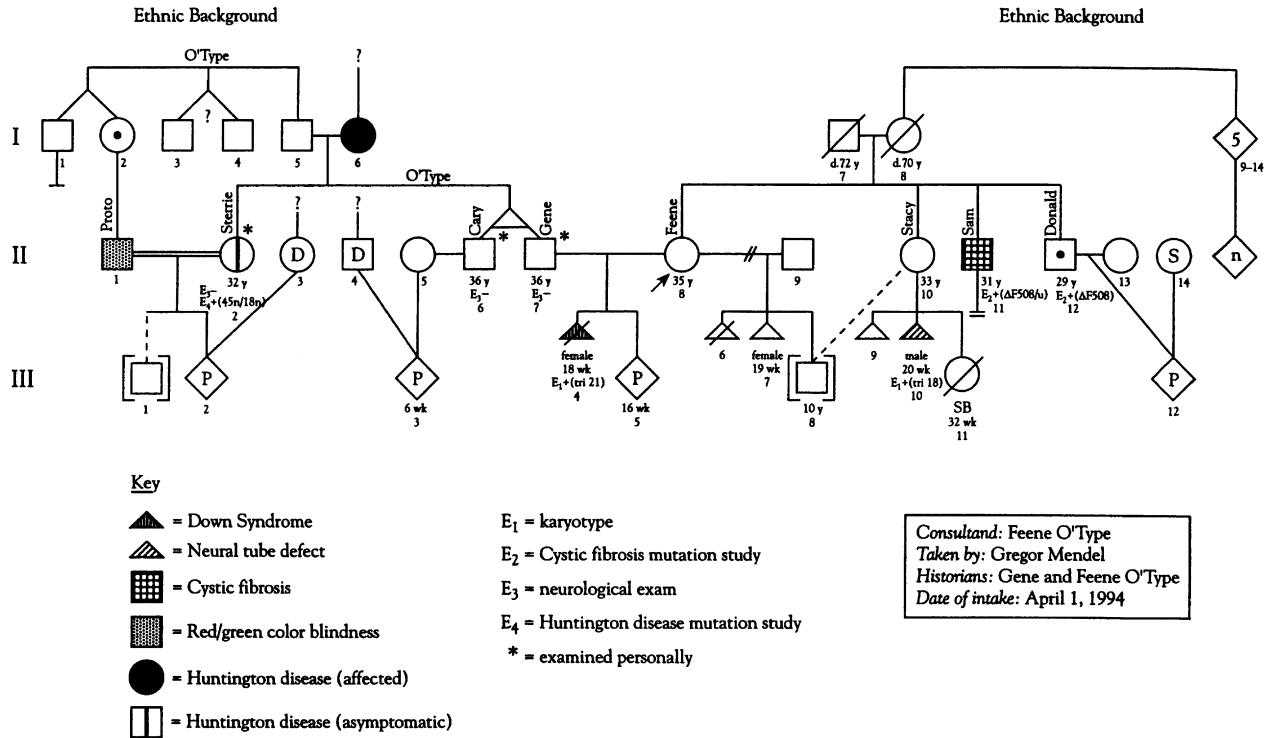 Ethnic Background
Ethnic Background
O'Type
?
?
I
1
2
3
4
5
6
d.72 y
7
d.70 y
8
5
9–14
O'Type
Proto
Sterrie
?
?
Cary
Gene
Feene
Stacy
Sam
Donald
*
*
*
II
D
D
S
n
1
32 y
E3–
E4+(45n/18n)
2
3
4
5
36 y
E3–
6
36 y
E3–
7
35 y
8
9
33 y
10
31 y
E2+(ΔF508/u)
11
29 y
E2+(ΔF508)
12
13
14
III
1
P
2
P
6 wk
3
female
18 wk
E1+(tri 21)
4
P
16 wk
5
6
female
19 wk
7
10 y
8
9
male
20 wk
E1+(tri 18)
10
SB
32 wk
11
P
12
Key
= Down Syndrome
= Neural tube defect
= Cystic fibrosis
= Red/green color blindness
= Huntington disease (affected)
= Huntington disease (asymptomatic)
E1 = karyotype
E2 = Cystic fibrosis mutation study
E3 = neurological exam
E4 = Huntington disease mutation study
* = examined personally
Consultand: Feene O'Type
Taken by: Gregor Mendel
Historians: Gene and Feene O'Type
Date of intake: April 1, 1994